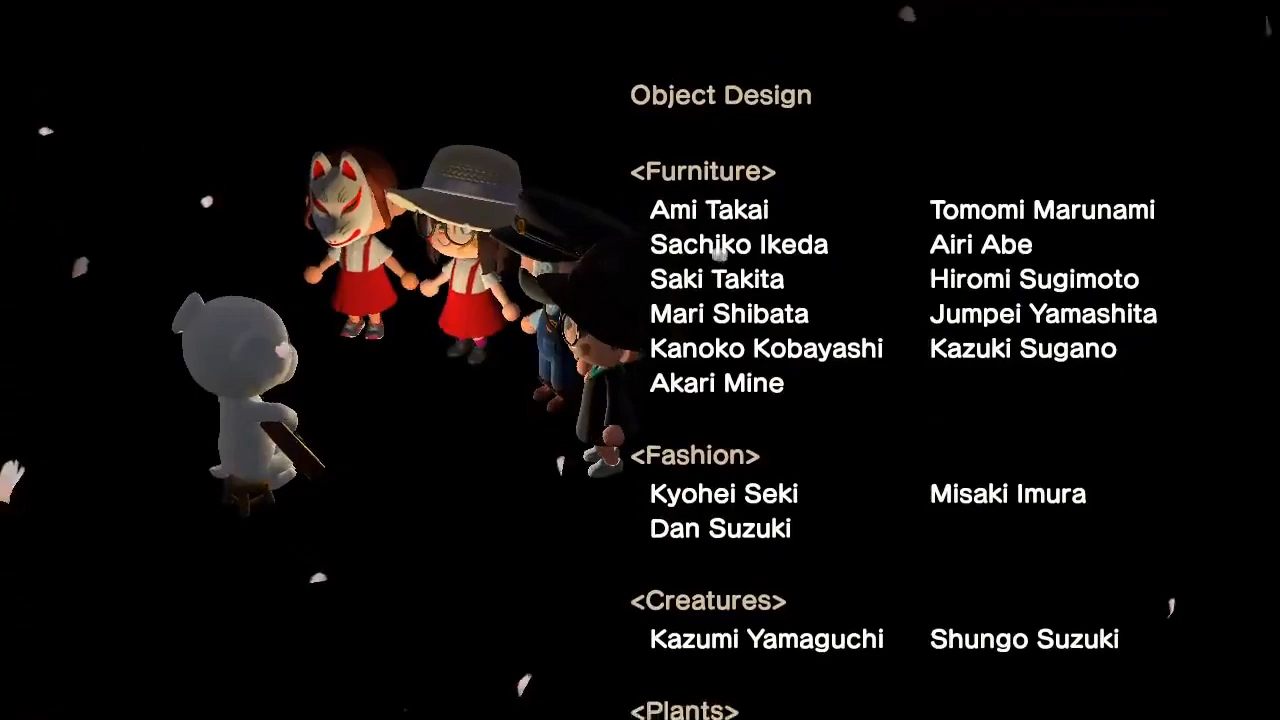 Object Design
<Furniture>
Ami Takai Tomomi Marunami
Sachiko Ikeda Airi Abe
Saki Takita Hiromi Sugimoto
Mari Shibata Jumpei Yamashita
Kanoko Kobayashi Kazuki Sugano
Akari Mine
<Fashion>
Kyohei Seki Misaki Imura
Dan Suzuki
<Creatures>
Kazumi Yamaguchi Shungo Suzuki
<Plants>